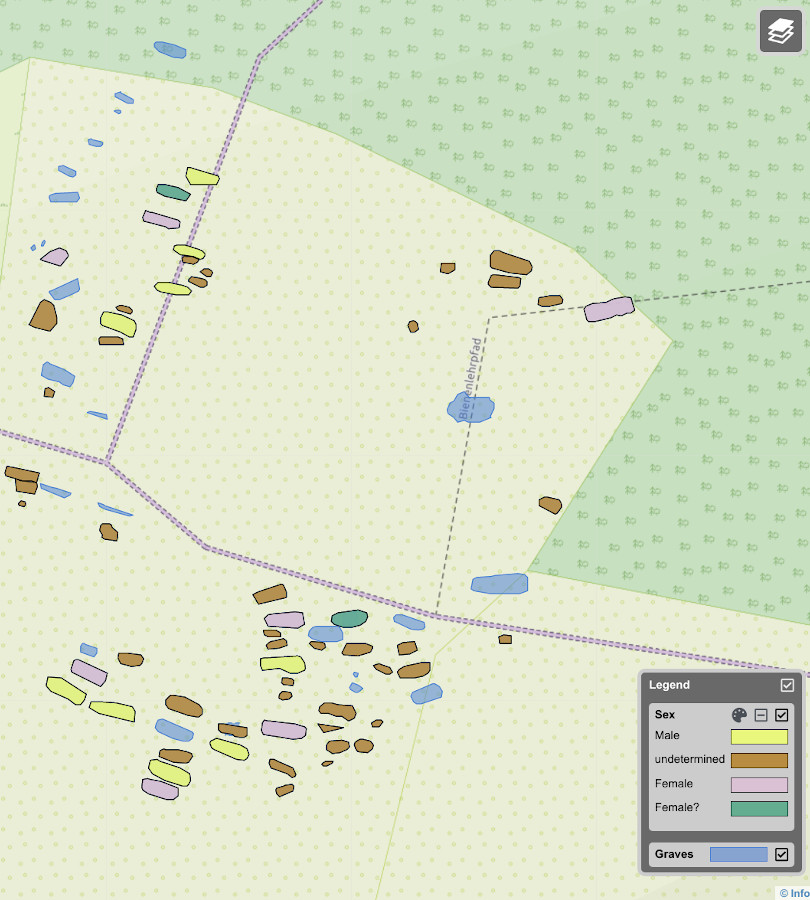 Bienenlehrpfad
Legend
Sex
Male
undetermined
Female
Female?
Graves
© Info